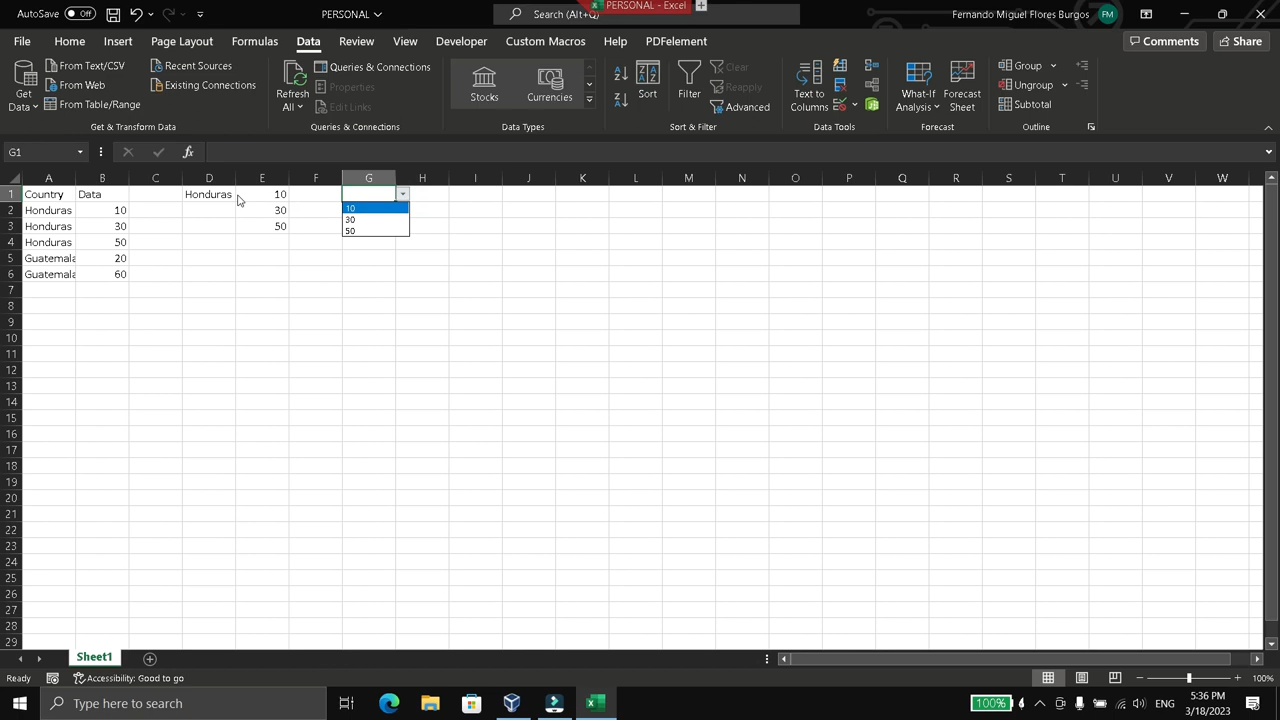 AutoSave Off PERSONAL PERSONAL - Excel Search (Alt+Q) Fernando Miguel Flores Burgos FM
File Home Insert Page Layout Formulas Data Review View Developer Custom Macros Help PDFelement Comments Share
Get Data From Text/CSV From Web From Table/Range Recent Sources Existing Connections
Refresh All Queries & Connections Properties Edit Links
Stocks Currencies
Sort Filter Clear Reapply Advanced
Text to Columns
What-If Analysis Forecast Sheet
Group Ungroup Subtotal
Get & Transform Data Queries & Connections Data Types Sort & Filter Data Tools Forecast Outline
G1 fx
A B C D E F G H I J K L M N O P Q R S T U V W
1 Country Data Honduras 10
2 Honduras 10 30 10
3 Honduras 30 50 30
50
4 Honduras 50
5 Guatemala 20
6 Guatemala 60
7
8
9
10
11
12
13
14
15
16
17
18
19
20
21
22
23
24
25
26
27
28
29
Sheet1
Ready Accessibility: Good to go 100%
Type here to search 100% ENG 5:36 PM
3/18/2023